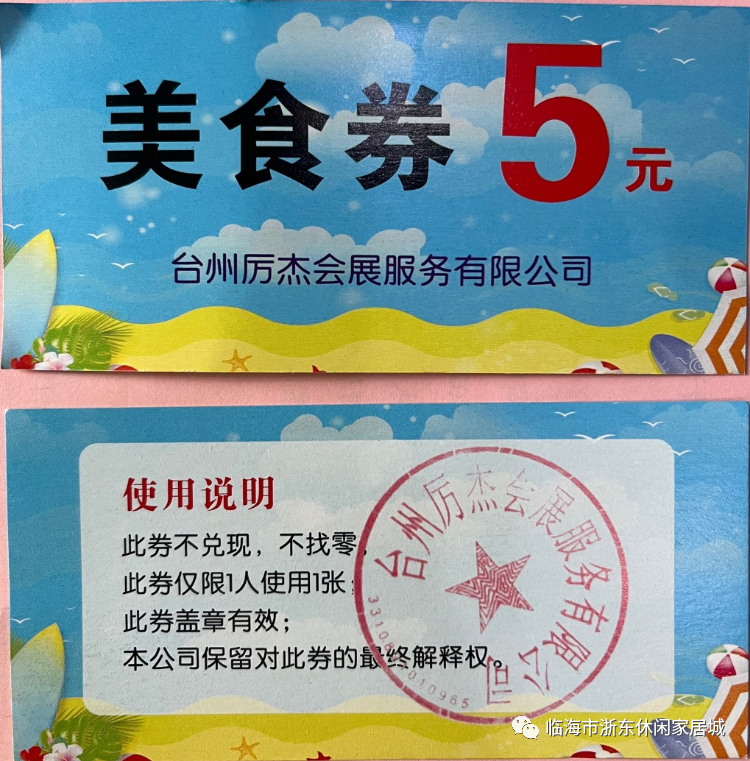 美食券5元
台州厉杰会展服务有限公司
使用说明
此券不兑现，不找零，
此券仅限1人使用1张；
此券盖章有效；
本公司保留对此券的最终解释权。
台州厉杰会展服务有限公司
临海市浙东休闲家居城